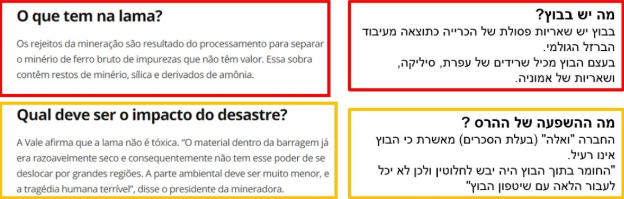 O que tem na lama?
Os rejeitos da mineração são resultado do processamento para separar
o minério de ferro bruto de impurezas que não têm valor. Essa sobra
contêm restos de minério, sílica e derivados de amônia.
מה יש בבוץ?
בבוץ יש שאריות פסולת של הכרייה כתוצאה מעיבוד
הברזל הגולמי.
בעצם הבוץ מכיל שרידים של עפרת, סיליקה,
ושאריות של אמוניה.
Qual deve ser o impacto do desastre?
A Vale afirma que a lama não é tóxica. "O material dentro da barragem já
era razoavelmente seco e consequentemente não tem esse poder de se
deslocar por grandes regiões. A parte ambiental deve ser muito menor, e
a tragédia humana terrível", disse o presidente da mineradora.
מה ההשפעה של ההרס ?
החברה "ואלה" (בעלת הסכרים) מאשרת כי הבוץ
אינו רעיל.
"החומר בתוך הבוץ היה יבש לחלוטין ולכן לא יכל
לעבור הלאה עם שיטפון הבוץ"